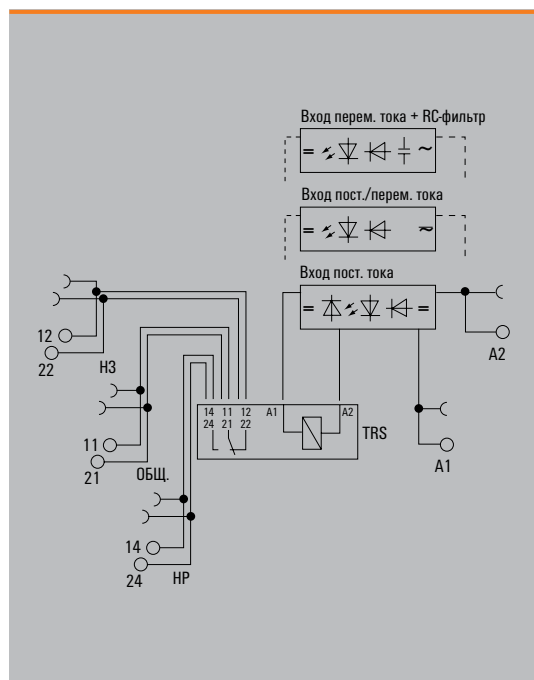 Вход перем. тока + RC-фильтр
Вход пост./перем. тока
Вход пост. тока
12
22
НЗ
A2
14 11 12 A1 A2
24 21 22
TRS
11
21
ОБЩ.
A1
14
24
НР